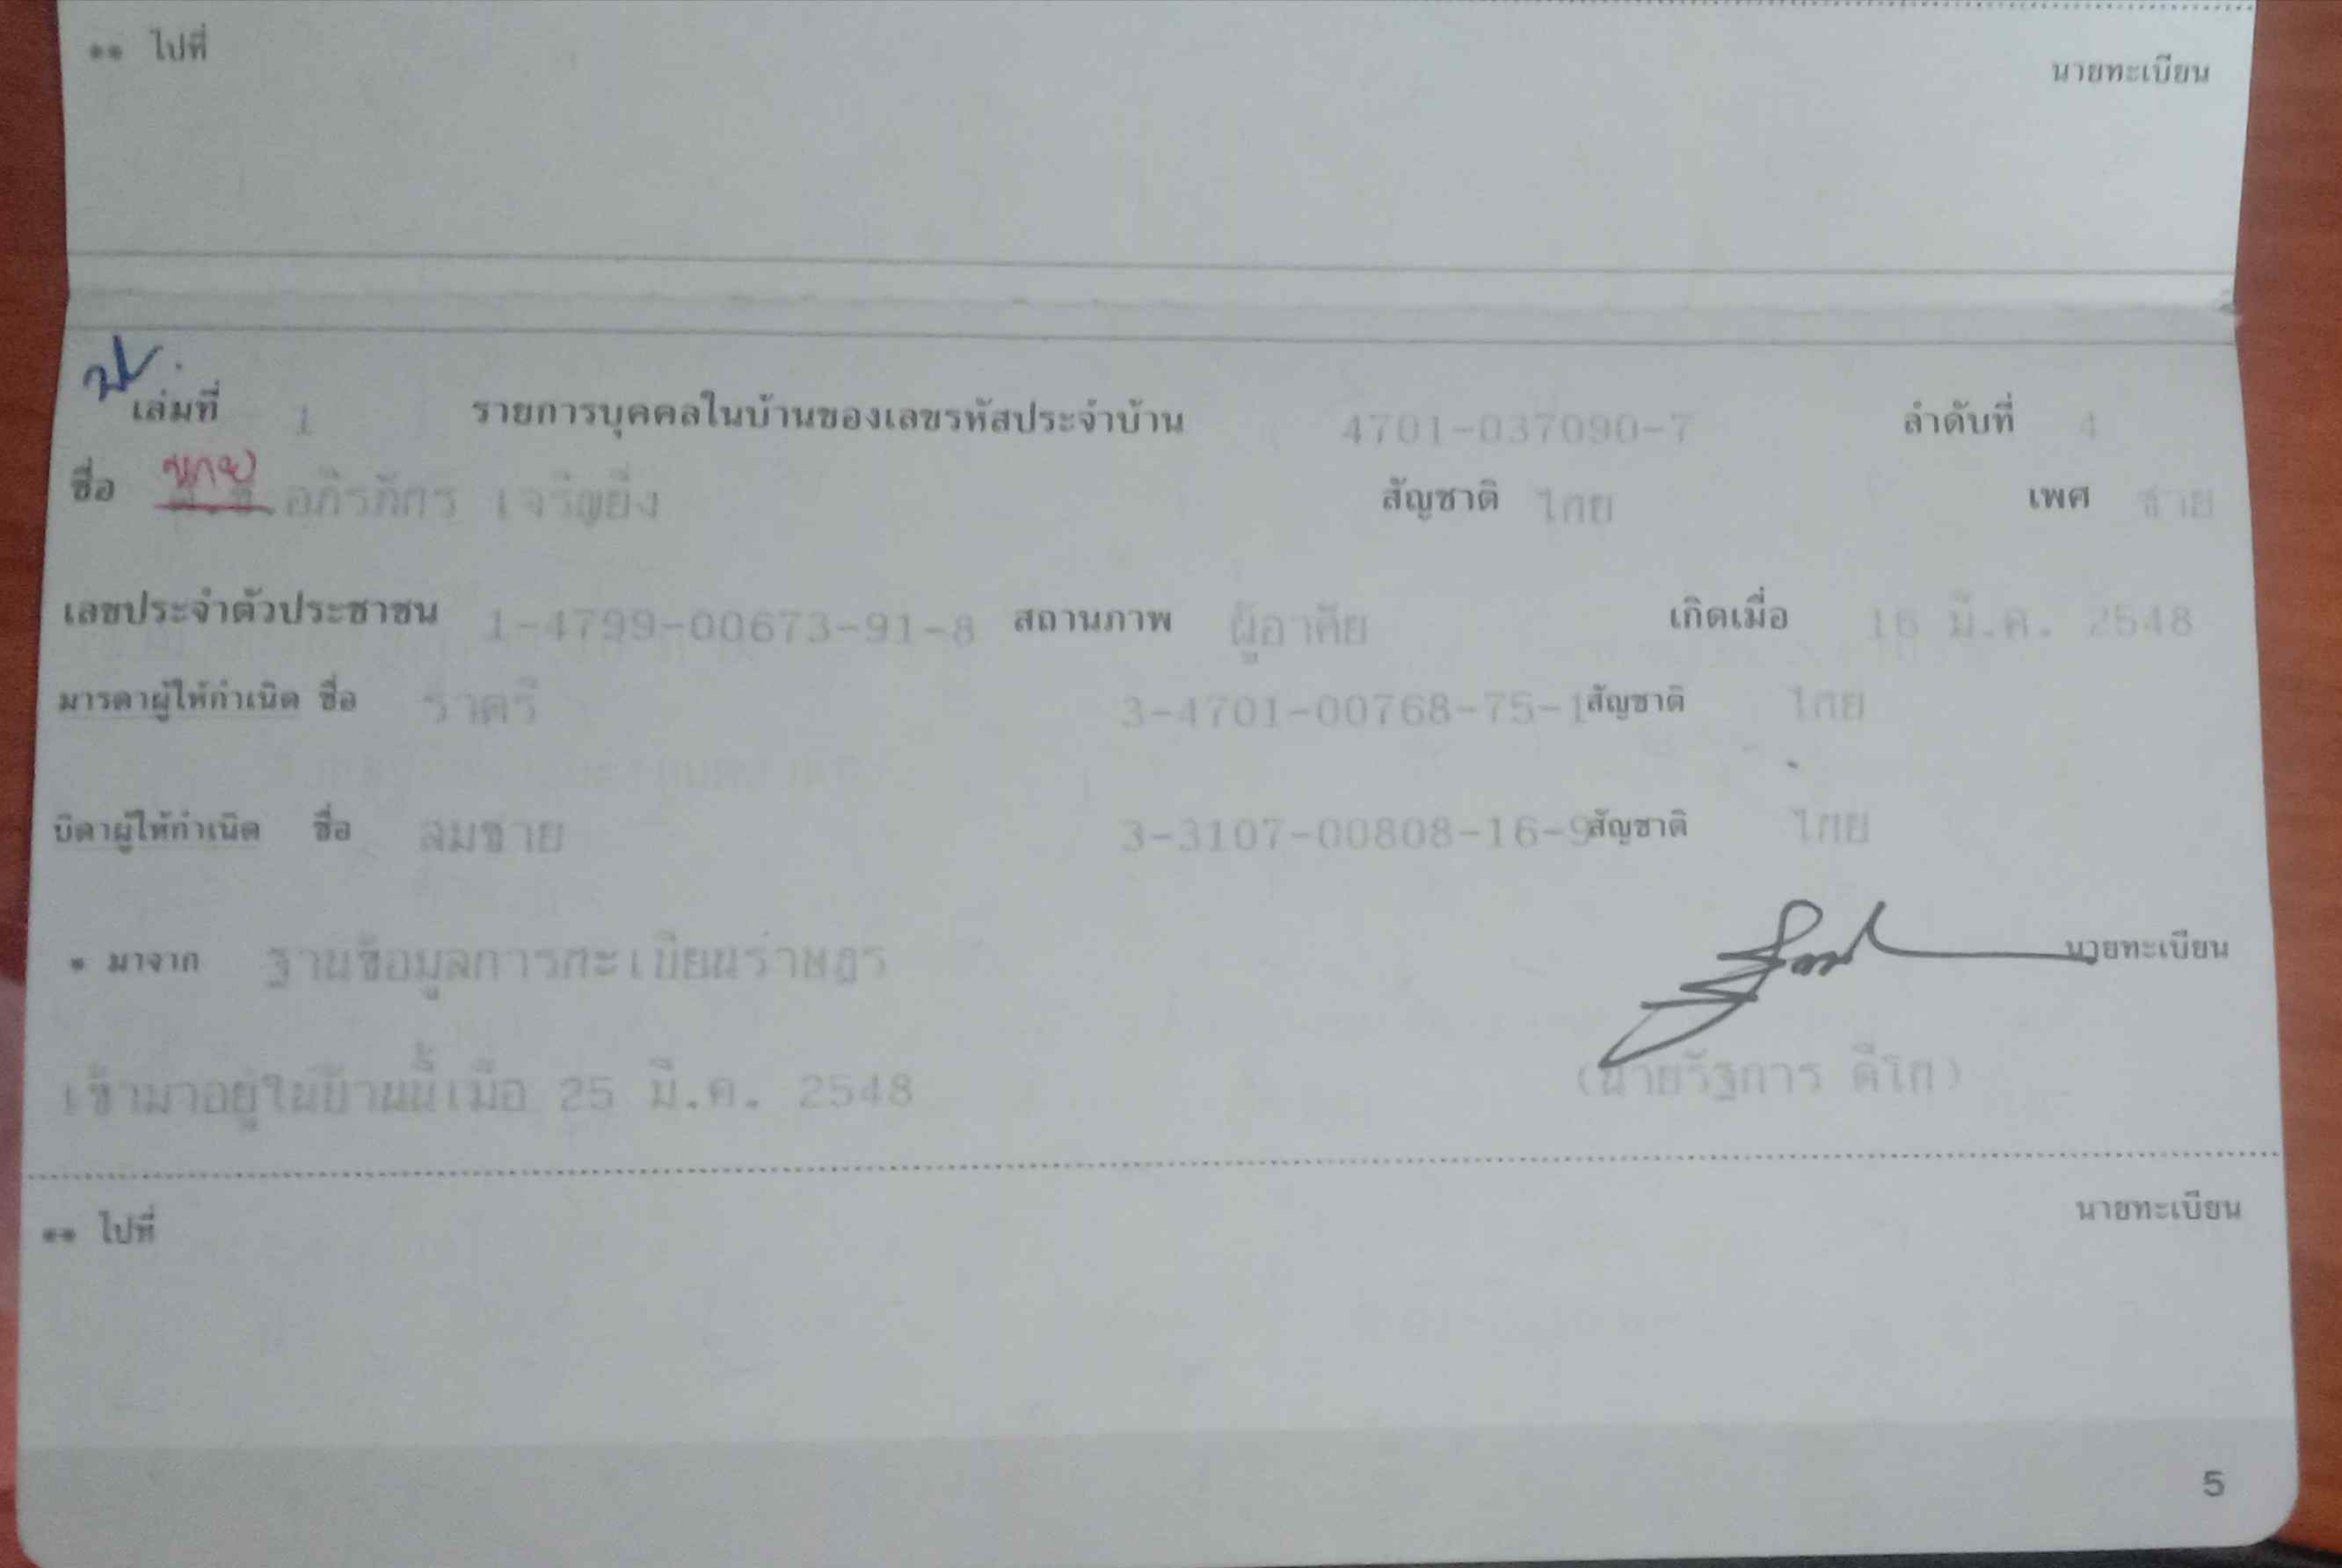 ** ไปที่ นายทะเบียน
เล่มที่ 1 รายการบุคคลในบ้านของเลขรหัสประจำบ้าน 4701-037090-7 ลำดับที่ 4
ชื่อ นาย อภิรภัทร เจริญยิ่ง สัญชาติ ไทย เพศ ชาย
เลขประจำตัวประชาชน 1-4799-00673-91-8 สถานภาพ ผู้อาศัย เกิดเมื่อ 16 มี.ค. 2548
มารดาผู้ให้กำเนิด ชื่อ ราตรี 3-4701-00768-75-1 สัญชาติ ไทย
บิดาผู้ให้กำเนิด ชื่อ สมชาย 3-3107-00808-16-9 สัญชาติ ไทย
* มาจาก ฐานข้อมูลการทะเบียนราษฎร นายทะเบียน
เข้ามาอยู่ในบ้านนี้เมื่อ 25 มี.ค. 2548 (นายรัฐการ ดีโท)
** ไปที่ นายทะเบียน
5